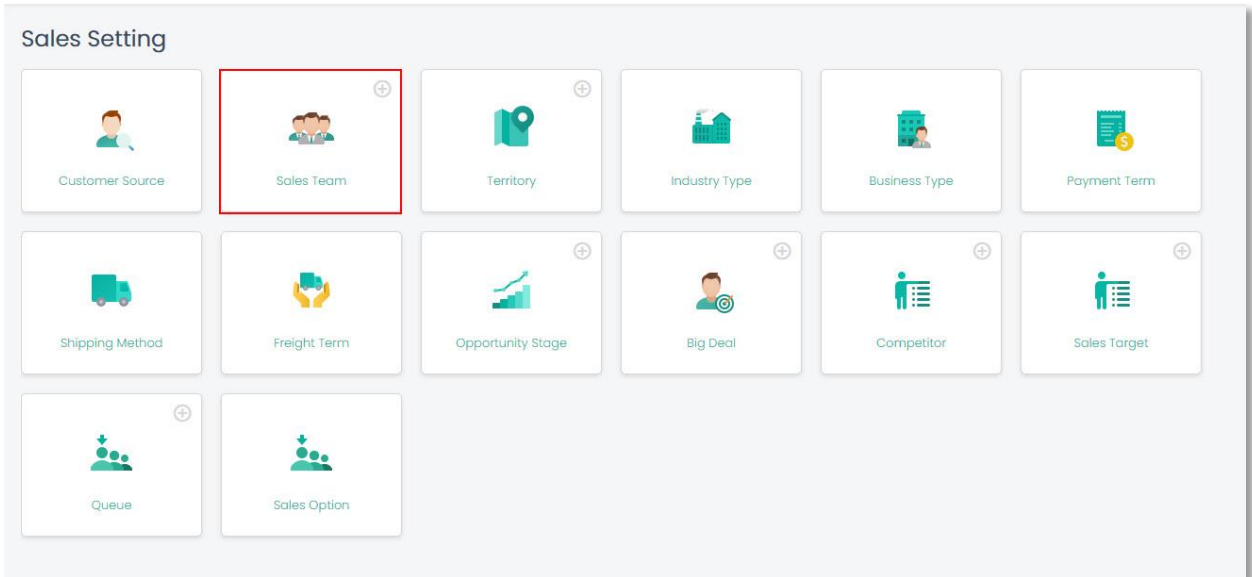 Sales Setting
Customer Source
Sales Team
Territory
Industry Type
Business Type
Payment Term
Shipping Method
Freight Term
Opportunity Stage
Big Deal
Competitor
Sales Target
Queue
Sales Option